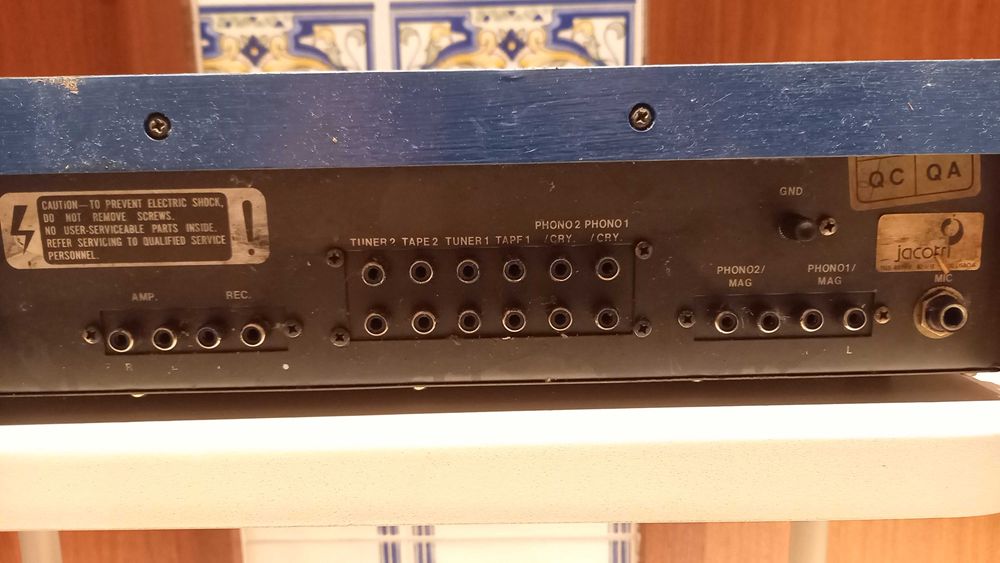 QC QA
GND
CAUTION—TO PREVENT ELECTRIC SHOCK,
DO NOT REMOVE SCREWS.
NO USER-SERVICEABLE PARTS INSIDE.
REFER SERVICING TO QUALIFIED SERVICE
PERSONNEL.
PHONO 2 PHONO 1
TUNER 2 TAPE 2 TUNER 1 TAPE 1 /CRY. /CRY.
jacotri
PHONO2/ PHONO1/
MAG MAG
MIC
AMP. REC.
R L
L